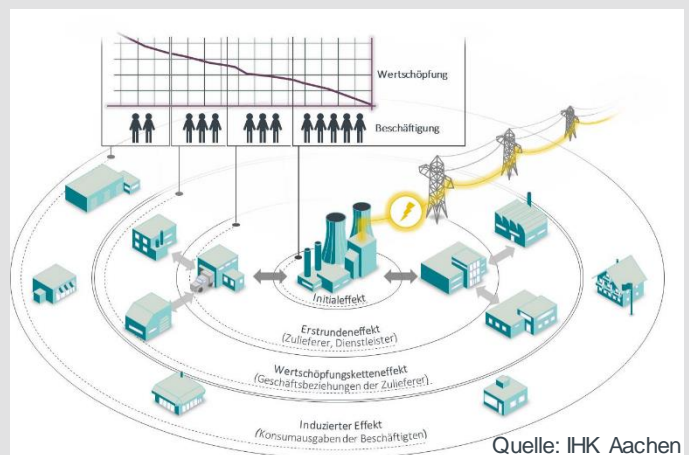 Wertschöpfung
Beschäftigung
Initialeffekt
Erstrundeneffekt
(Zulieferer, Dienstleister)
Wertschöpfungsketteneffekt
(Geschäftsbeziehungen der Zulieferer)
Induzierter Effekt
(Konsumausgaben der Beschäftigten)
Quelle: IHK Aachen